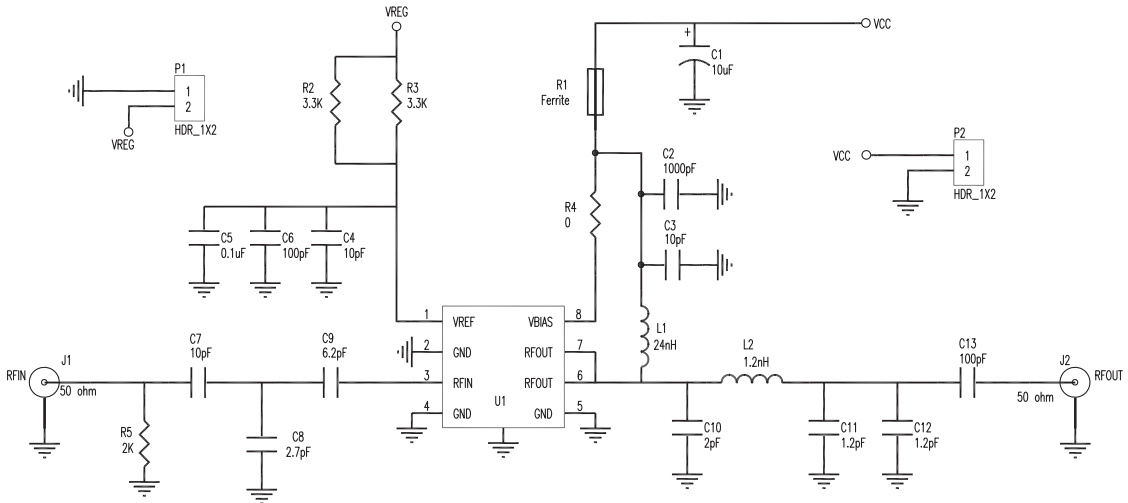 VREG
VCC
+
C1
10uF
P1
1
2
HDR_1X2
VREG
R2
3.3K
R3
3.3K
R1
Ferrite
P2
VCC
1
2
HDR_1X2
C2
1000pF
R4
0
C3
10pF
C5
0.1uF
C6
100pF
C4
10pF
1
VREF
VBIAS
8
2
GND
RFOUT
7
3
RFIN
RFOUT
6
4
GND
GND
5
U1
L1
24nH
L2
1.2nH
C7
10pF
C9
6.2pF
C13
100pF
J1
RFIN
50 ohm
J2
RFOUT
50 ohm
R5
2K
C8
2.7pF
C10
2pF
C11
1.2pF
C12
1.2pF